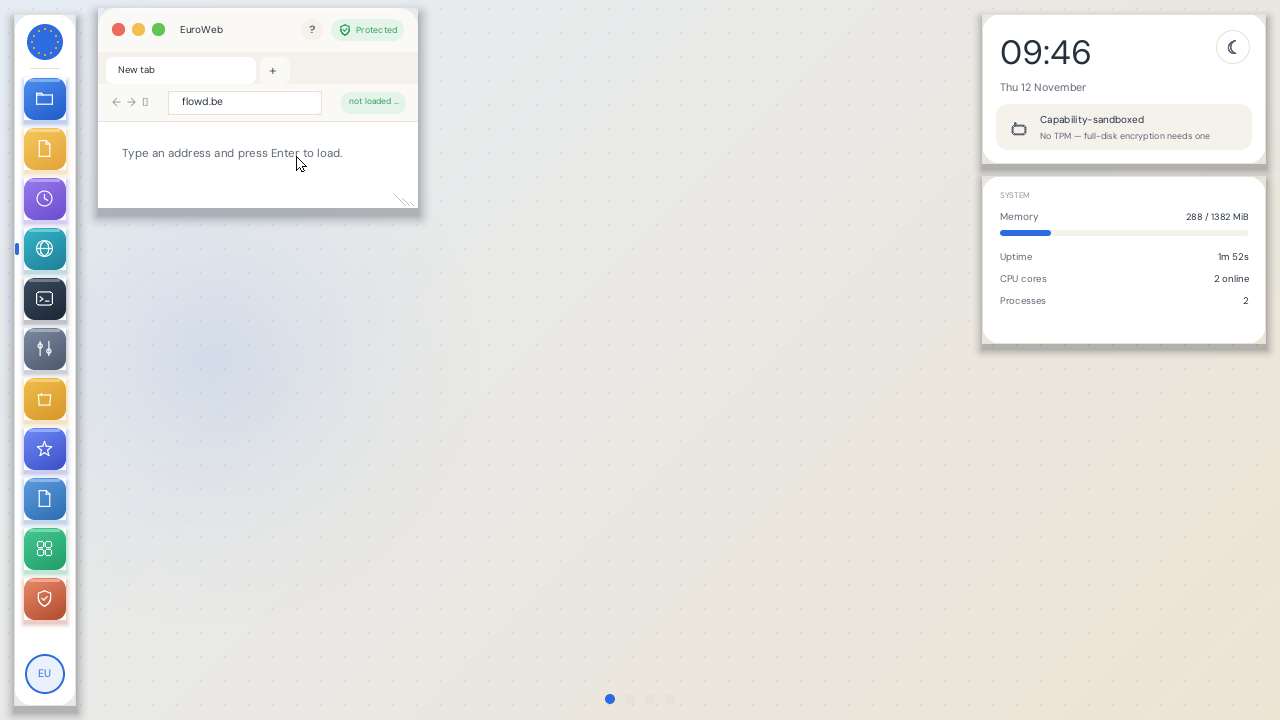 EuroWeb
?
Protected
New tab
+
flowd.be
not loaded ...
Type an address and press Enter to load.
09:46
Thu 12 November
Capability-sandboxed
No TPM — full-disk encryption needs one
SYSTEM
Memory 288 / 1382 MiB
Uptime 1m 52s
CPU cores 2 online
Processes 2
EU